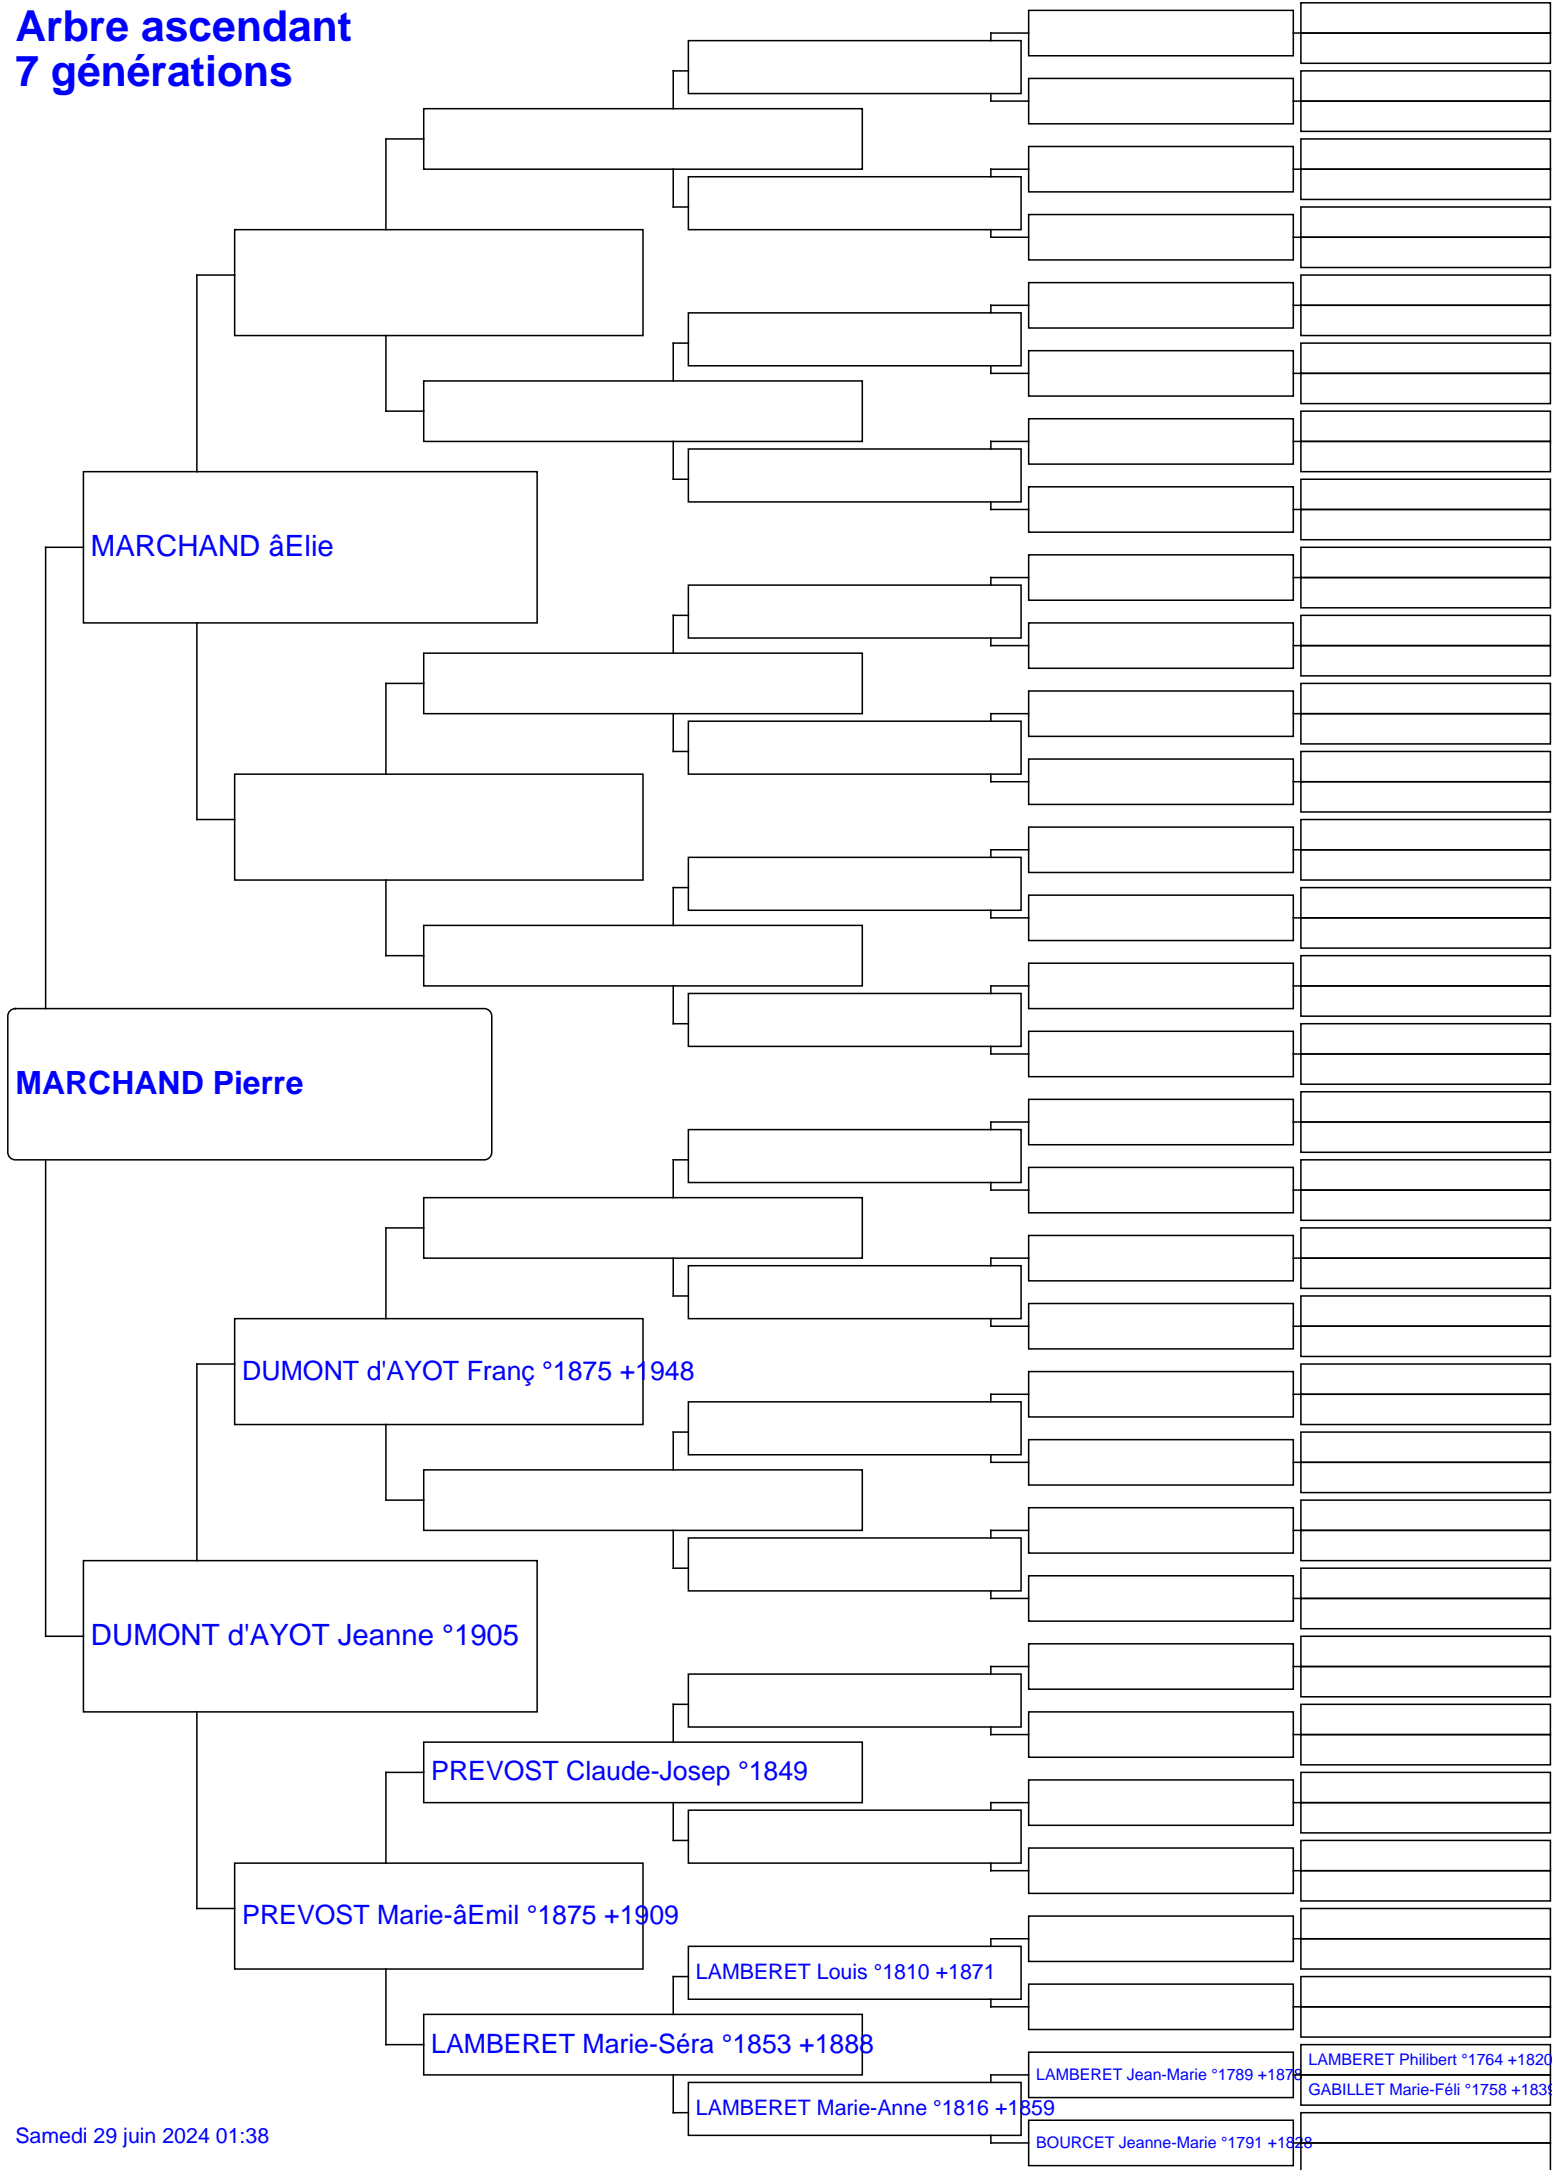 Arbre ascendant
7 générations
MARCHAND âElie
MARCHAND Pierre
DUMONT d'AYOT Franç °1875 +1948
DUMONT d'AYOT Jeanne °1905
PREVOST Claude-Josep °1849
PREVOST Marie-âEmil °1875 +1909
LAMBERET Louis °1810 +1871
LAMBERET Marie-Séra °1853 +1888
LAMBERET Philibert °1764 +1820
LAMBERET Jean-Marie °1789 +1878
GABILLET Marie-Féli °1758 +1839
LAMBERET Marie-Anne °1816 +1859
BOURCET Jeanne-Marie °1791 +1828
Samedi 29 juin 2024 01:38